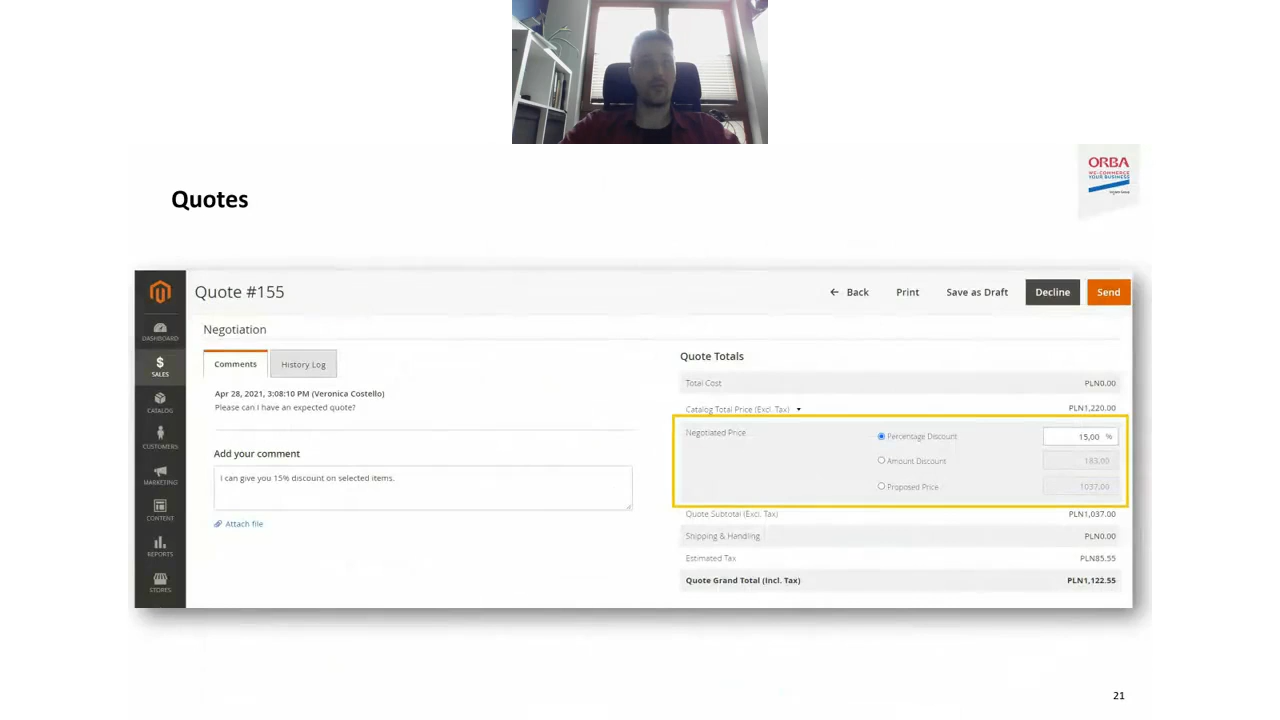 ORBA
WE-COMMERCE
YOUR BUSINESS
Quotes
Quote #155
Back
Print
Save as Draft
Decline
Send
DASHBOARD
SALES
CATALOG
CUSTOMERS
MARKETING
CONTENT
REPORTS
STORES
Negotiation
Comments
History Log
Apr 28, 2021, 3:08:10 PM (Veronica Costello)
Please can I have an expected quote?
Add your comment
I can give you 15% discount on selected items.
Attach file
Quote Totals
Total Cost PLN0.00
Catalog Total Price (Excl. Tax) PLN1,220.00
Negotiated Price
Percentage Discount 15,00 %
Amount Discount 183,00
Proposed Price 1037,00
Quote Subtotal (Excl. Tax) PLN1,037.00
Shipping & Handling PLN0.00
Estimated Tax PLN85.55
Quote Grand Total (Incl. Tax) PLN1,122.55
21